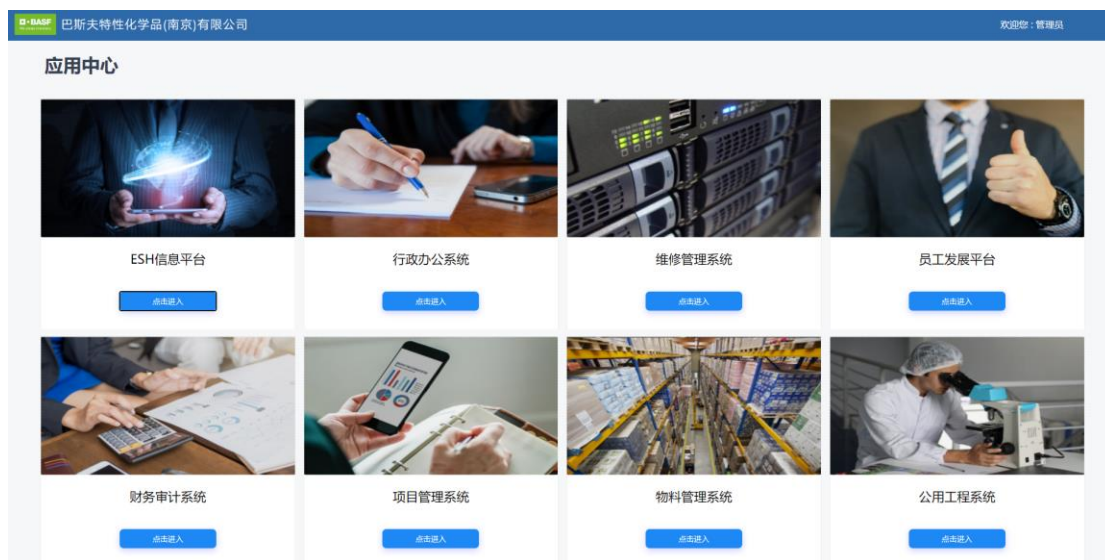 BASF 巴斯夫特性化学品(南京)有限公司 欢迎您：管理员
应用中心
ESH信息平台 行政办公系统 维修管理系统 员工发展平台
点击进入 点击进入 点击进入 点击进入
财务审计系统 项目管理系统 物料管理系统 公用工程系统
点击进入 点击进入 点击进入 点击进入